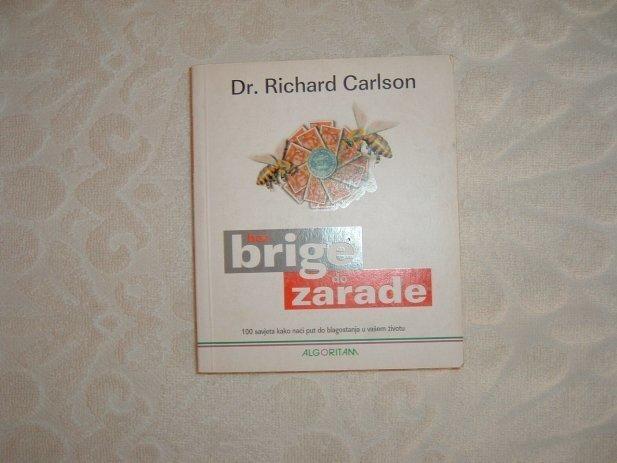 Dr. Richard Carlson
bez
brige
do
zarade
100 savjeta kako naći put do blagostanja u vašem životu
ALGORITAM